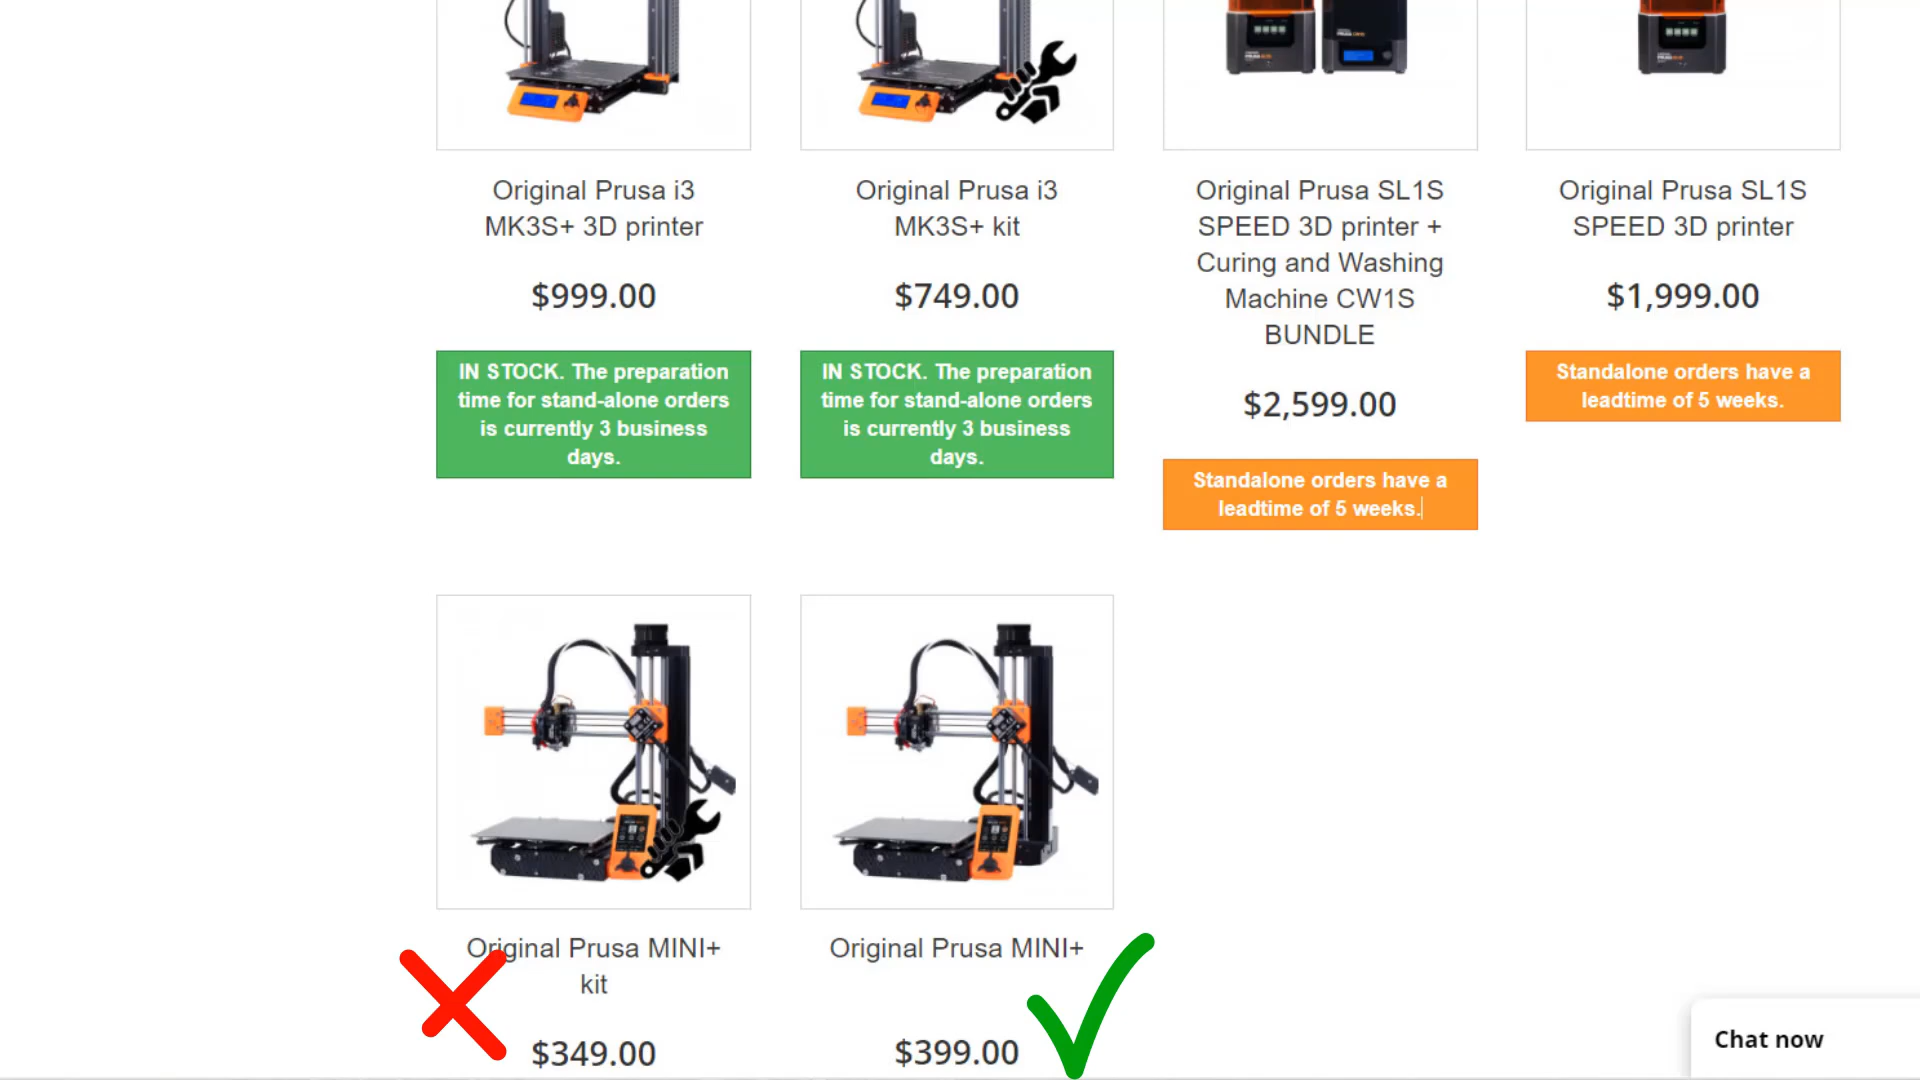 Original Prusa i3
MK3S+ 3D printer
$999.00
IN STOCK. The preparation
time for stand-alone orders
is currently 3 business
days.
Original Prusa i3
MK3S+ kit
$749.00
IN STOCK. The preparation
time for stand-alone orders
is currently 3 business
days.
Original Prusa SL1S
SPEED 3D printer +
Curing and Washing
Machine CW1S
BUNDLE
$2,599.00
Standalone orders have a
leadtime of 5 weeks.
Original Prusa SL1S
SPEED 3D printer
$1,999.00
Standalone orders have a
leadtime of 5 weeks.
Original Prusa MINI+
kit
$349.00
Original Prusa MINI+
$399.00
Chat now